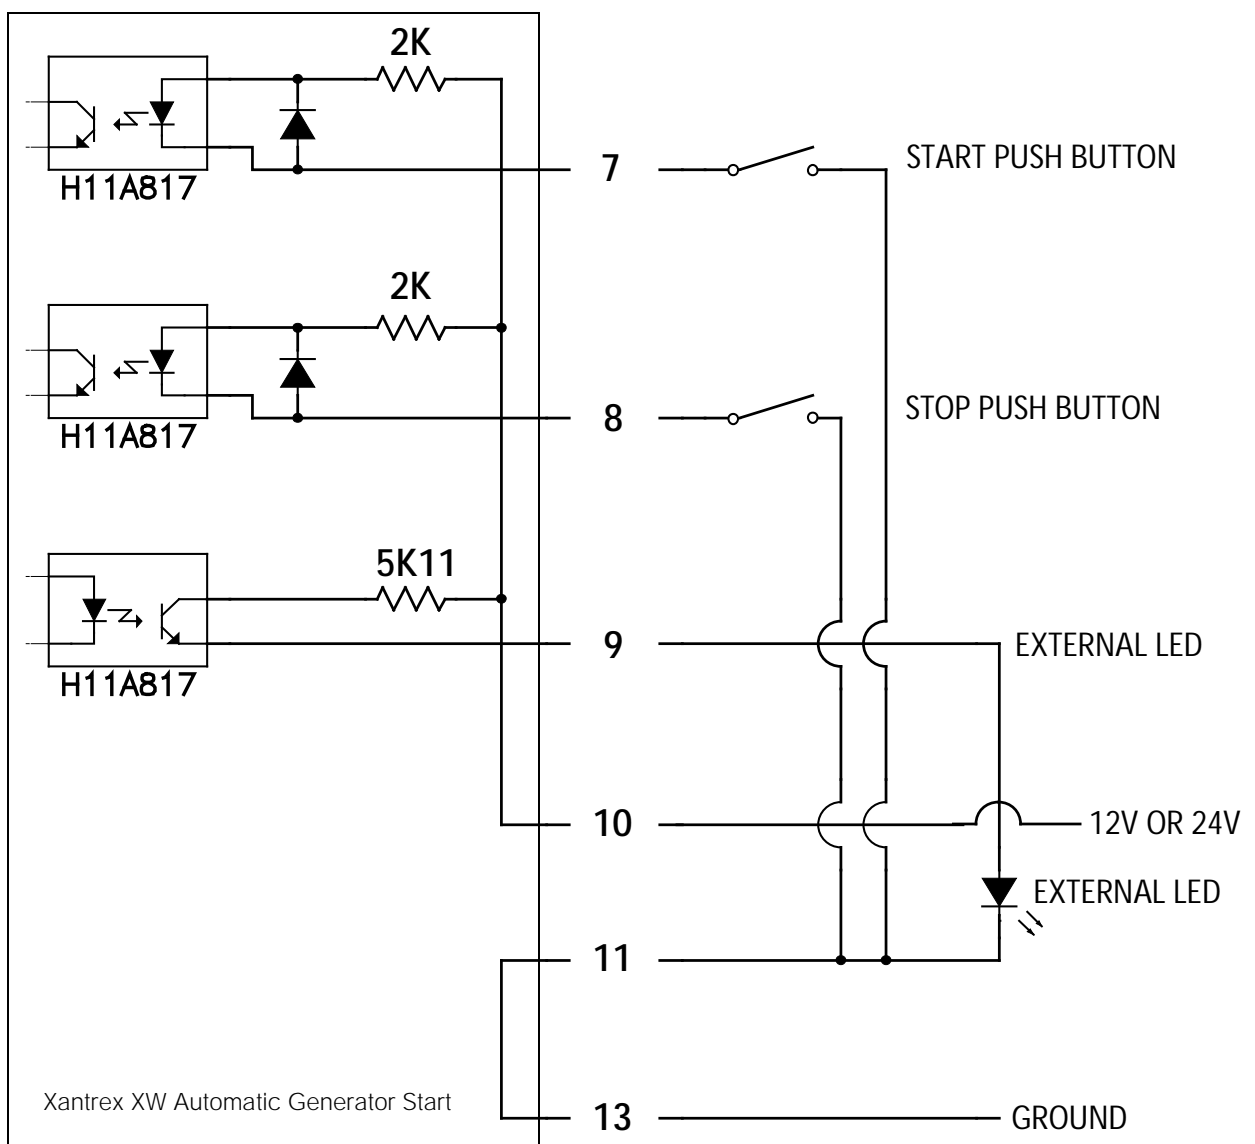 2K
H11A817
7
START PUSH BUTTON
2K
H11A817
8
STOP PUSH BUTTON
5K11
H11A817
9
EXTERNAL LED
10
12V OR 24V
EXTERNAL LED
11
Xantrex XW Automatic Generator Start
13
GROUND